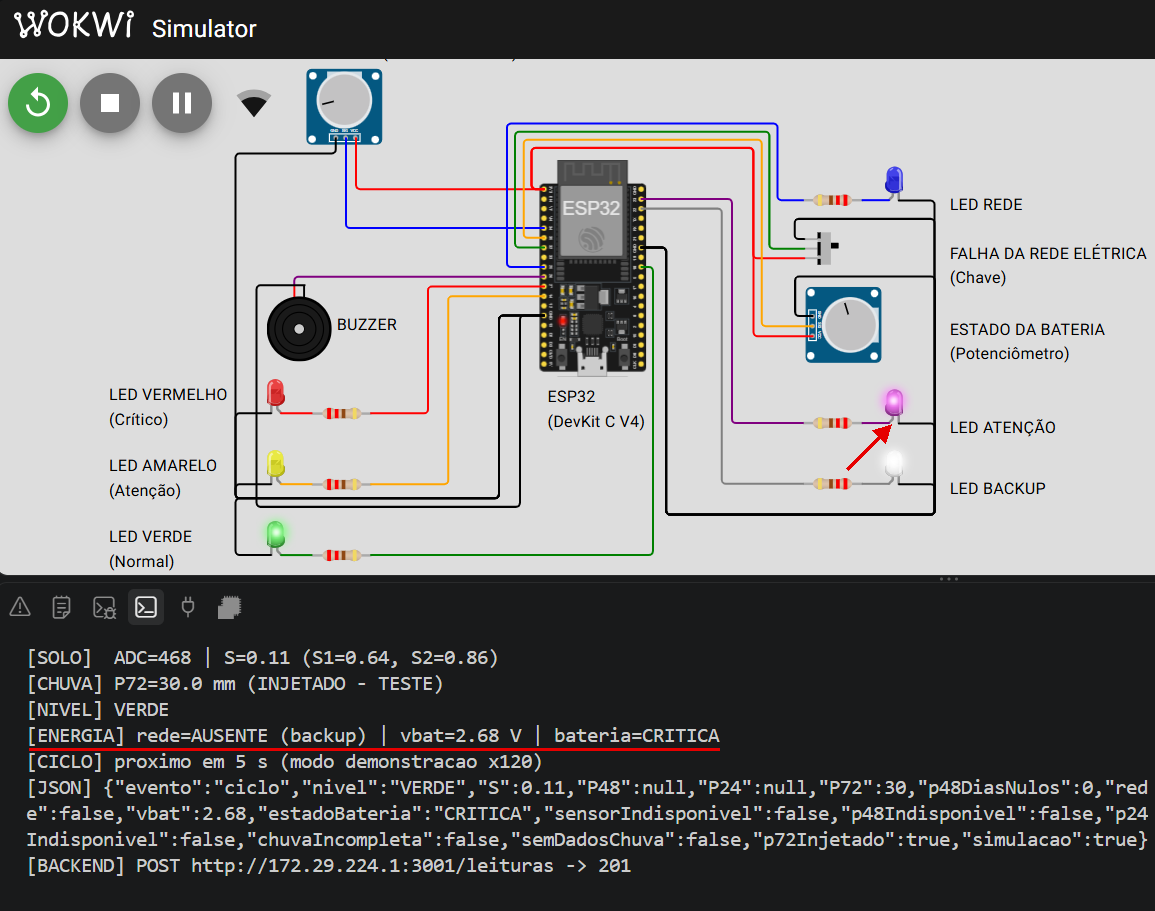 WOKWi Simulator
ESP32
LED REDE
FALHA DA REDE ELÉTRICA
(Chave)
BUZZER
ESTADO DA BATERIA
(Potenciômetro)
LED VERMELHO
(Crítico)
ESP32
(DevKit C V4)
LED ATENÇÃO
LED AMARELO
(Atenção)
LED BACKUP
LED VERDE
(Normal)
[SOLO]  ADC=468 | S=0.11 (S1=0.64, S2=0.86)
[CHUVA] P72=30.0 mm (INJETADO - TESTE)
[NIVEL] VERDE
[ENERGIA] rede=AUSENTE (backup) | vbat=2.68 V | bateria=CRITICA
[CICLO] proximo em 5 s (modo demonstracao x120)
[JSON] {"evento":"ciclo","nivel":"VERDE","S":0.11,"P48":null,"P24":null,"P72":30,"p48DiasNulos":0,"red
e":false,"vbat":2.68,"estadoBateria":"CRITICA","sensorIndisponivel":false,"p48Indisponivel":false,"p24
Indisponivel":false,"chuvaIncompleta":false,"semDadosChuva":false,"p72Injetado":true,"simulacao":true}
[BACKEND] POST http://172.29.224.1:3001/leituras -> 201